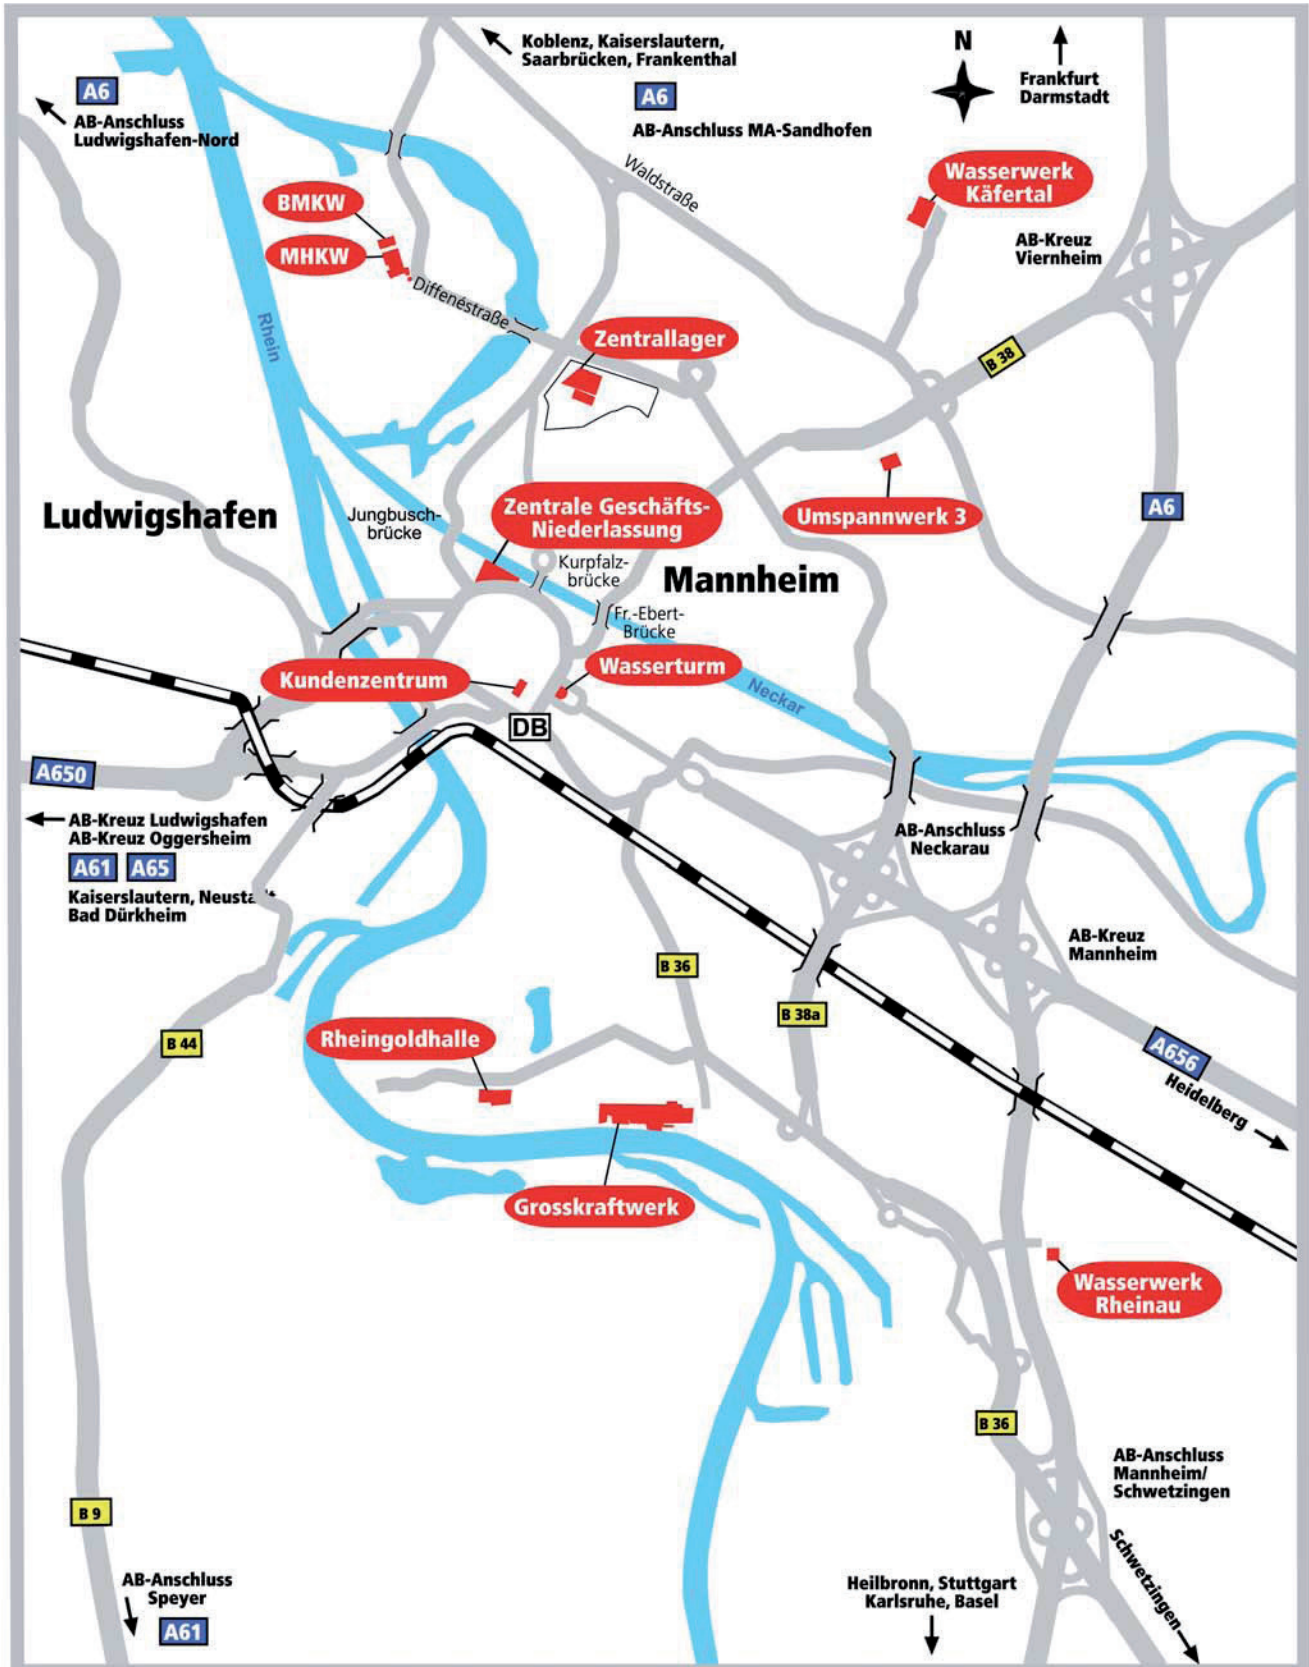 Koblenz, Kaiserslautern,
Saarbrücken, Frankenthal
A6
AB-Anschluss MA-Sandhofen
N
Frankfurt
Darmstadt
A6
AB-Anschluss
Ludwigshafen-Nord
Waldstraße
Wasserwerk
Käfertal
BMKW
MHKW
AB-Kreuz
Viernheim
Diffenéstraße
Rhein
Zentrallager
B 38
Ludwigshafen
Jungbusch-
brücke
Zentrale Geschäfts-
Niederlassung
Umspannwerk 3
A6
Kurpfalz-
brücke
Mannheim
Fr.-Ebert-
Brücke
Kundenzentrum
Wasserturm
Neckar
DB
A650
AB-Kreuz Ludwigshafen
AB-Kreuz Oggersheim
A61 A65
Kaiserslautern,
Bad Dürkheim
AB-Anschluss
Neckarau
AB-Kreuz
Mannheim
B 36
B 38a
B 44
Rheingoldhalle
A656
Heidelberg
Grosskraftwerk
Wasserwerk
Rheinau
B 36
AB-Anschluss
Mannheim/
Schwetzingen
B 9
Schwetzingen
AB-Anschluss
Speyer
A61
Heilbronn, Stuttgart
Karlsruhe, Basel